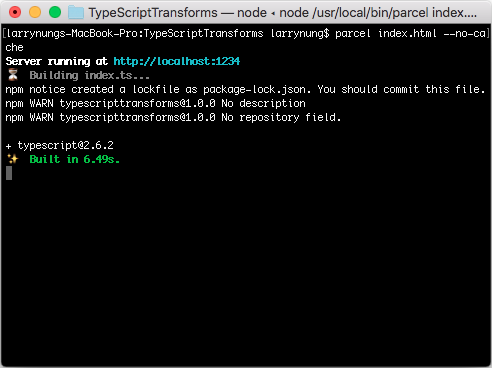 TypeScriptTransforms — node ◂ node /usr/local/bin/parcel index....
[larrynungs-MacBook-Pro:TypeScriptTransforms larrynung$ parcel index.html --no-ca]
che
Server running at http://localhost:1234
⏳  Building index.ts...
npm notice created a lockfile as package-lock.json. You should commit this file.
npm WARN typescripttransforms@1.0.0 No description
npm WARN typescripttransforms@1.0.0 No repository field.
+ typescript@2.6.2
✨  Built in 6.49s.